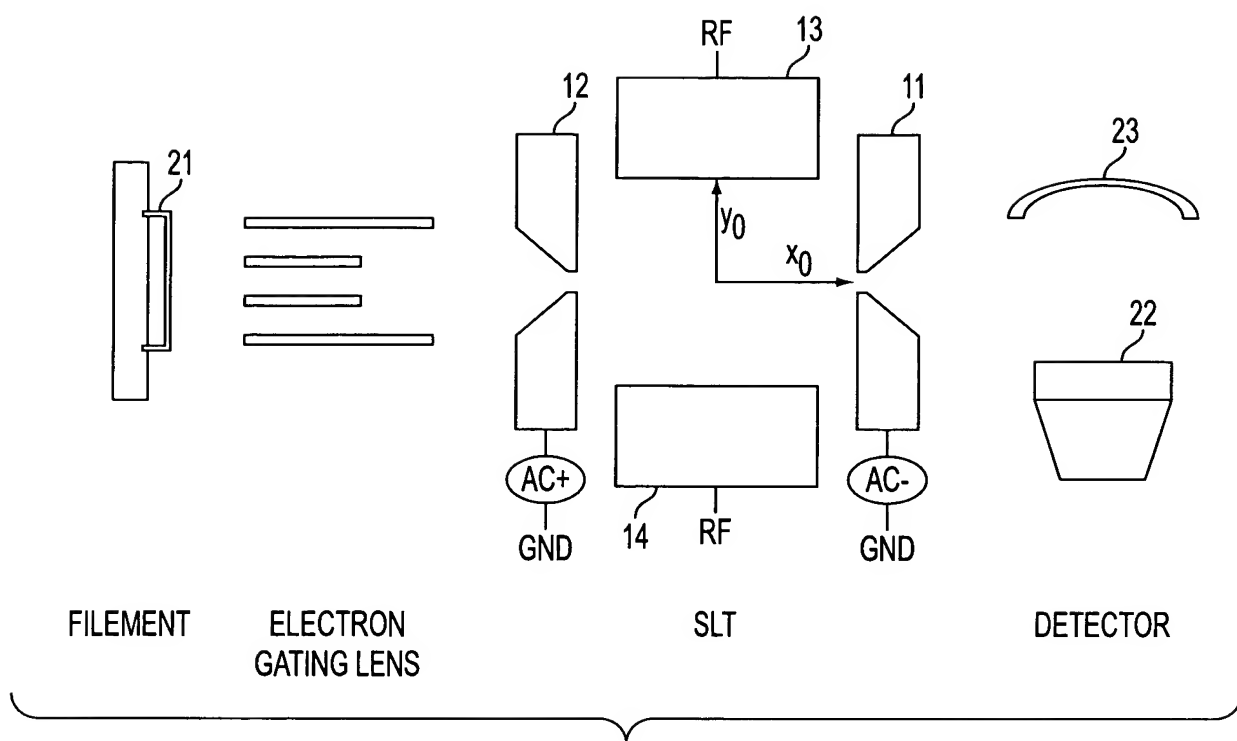 RF
13
12
11
21
23
y0
x0
22
AC+
AC-
14
RF
GND
GND
FILEMENT
ELECTRON
GATING LENS
SLT
DETECTOR